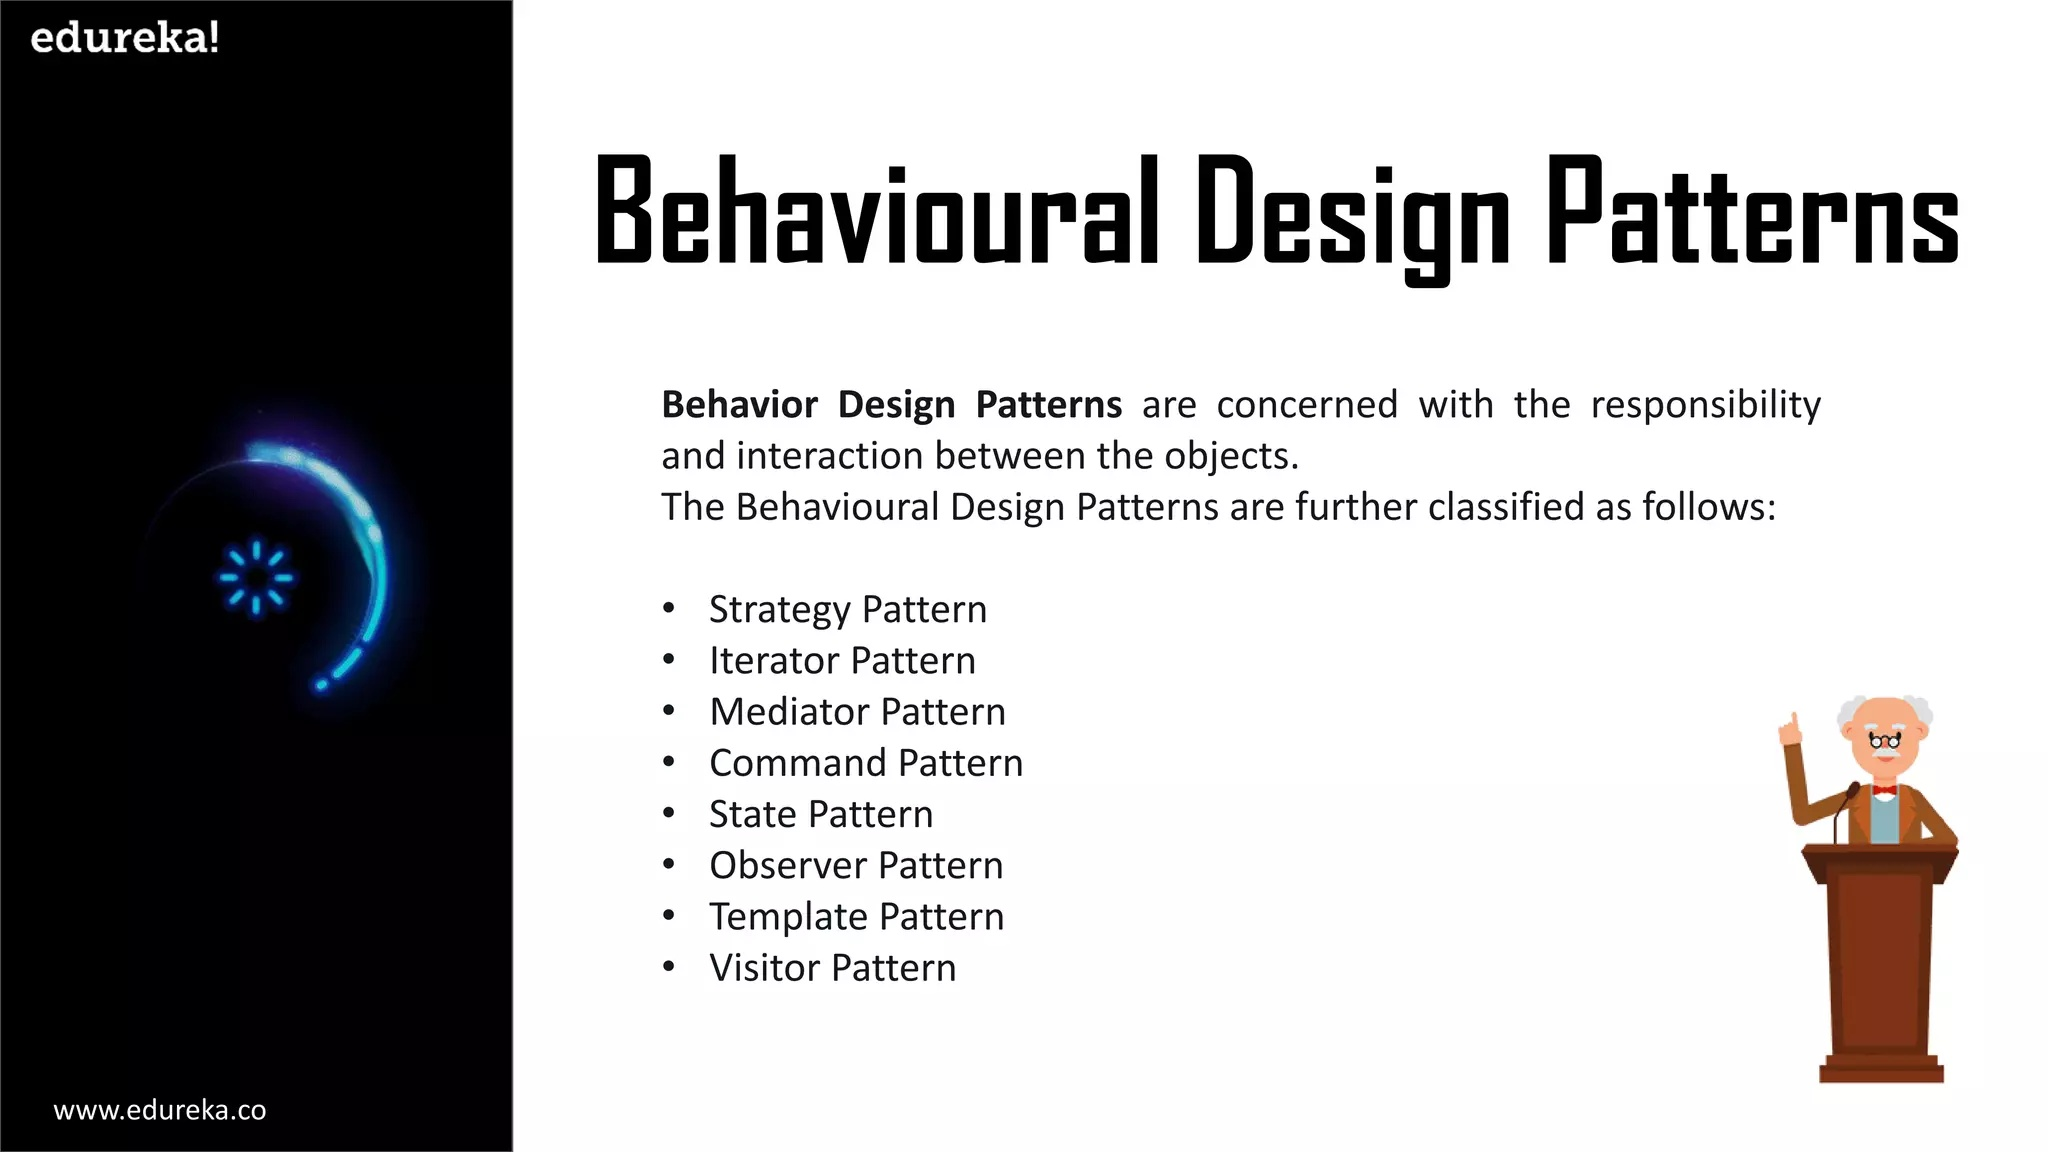 edureka!
Behavioural Design Patterns
Behavior Design Patterns are concerned with the responsibility
and interaction between the objects.
The Behavioural Design Patterns are further classified as follows:
• Strategy Pattern
• Iterator Pattern
• Mediator Pattern
• Command Pattern
• State Pattern
• Observer Pattern
• Template Pattern
• Visitor Pattern
www.edureka.co